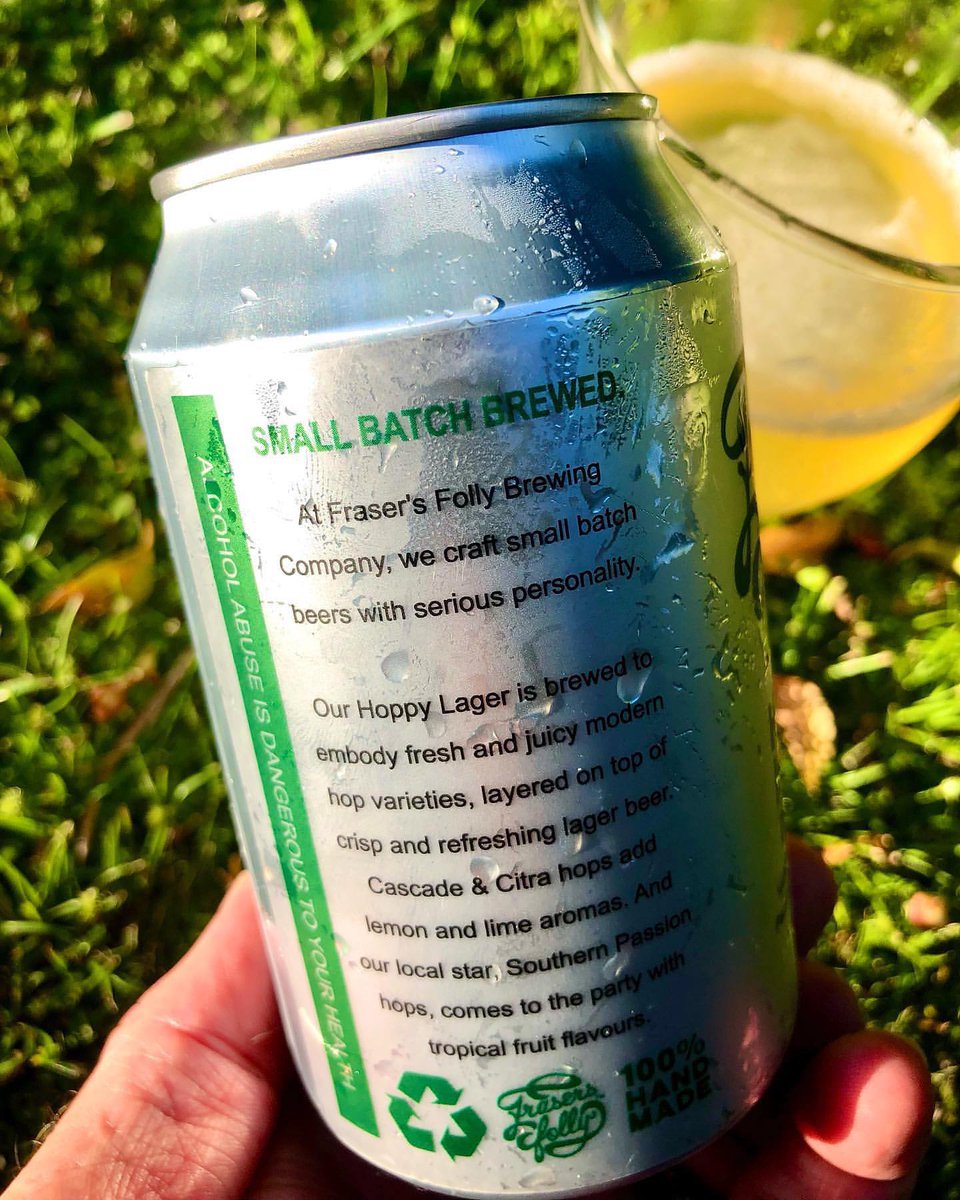 ALCOHOL ABUSE IS DANGEROUS TO YOUR HEALTH
SMALL BATCH BREWED.
At Fraser's Folly Brewing
Company, we craft small batch
beers with serious personality.
Our Hoppy Lager is brewed to
embody fresh and juicy modern
hop varieties, layered on top of
crisp and refreshing lager beer.
Cascade & Citra hops add
lemon and lime aromas. And
our local star, Southern Passion
hops, comes to the party with
tropical fruit flavours.
Fraser's
Folly
100%
HAND
MADE